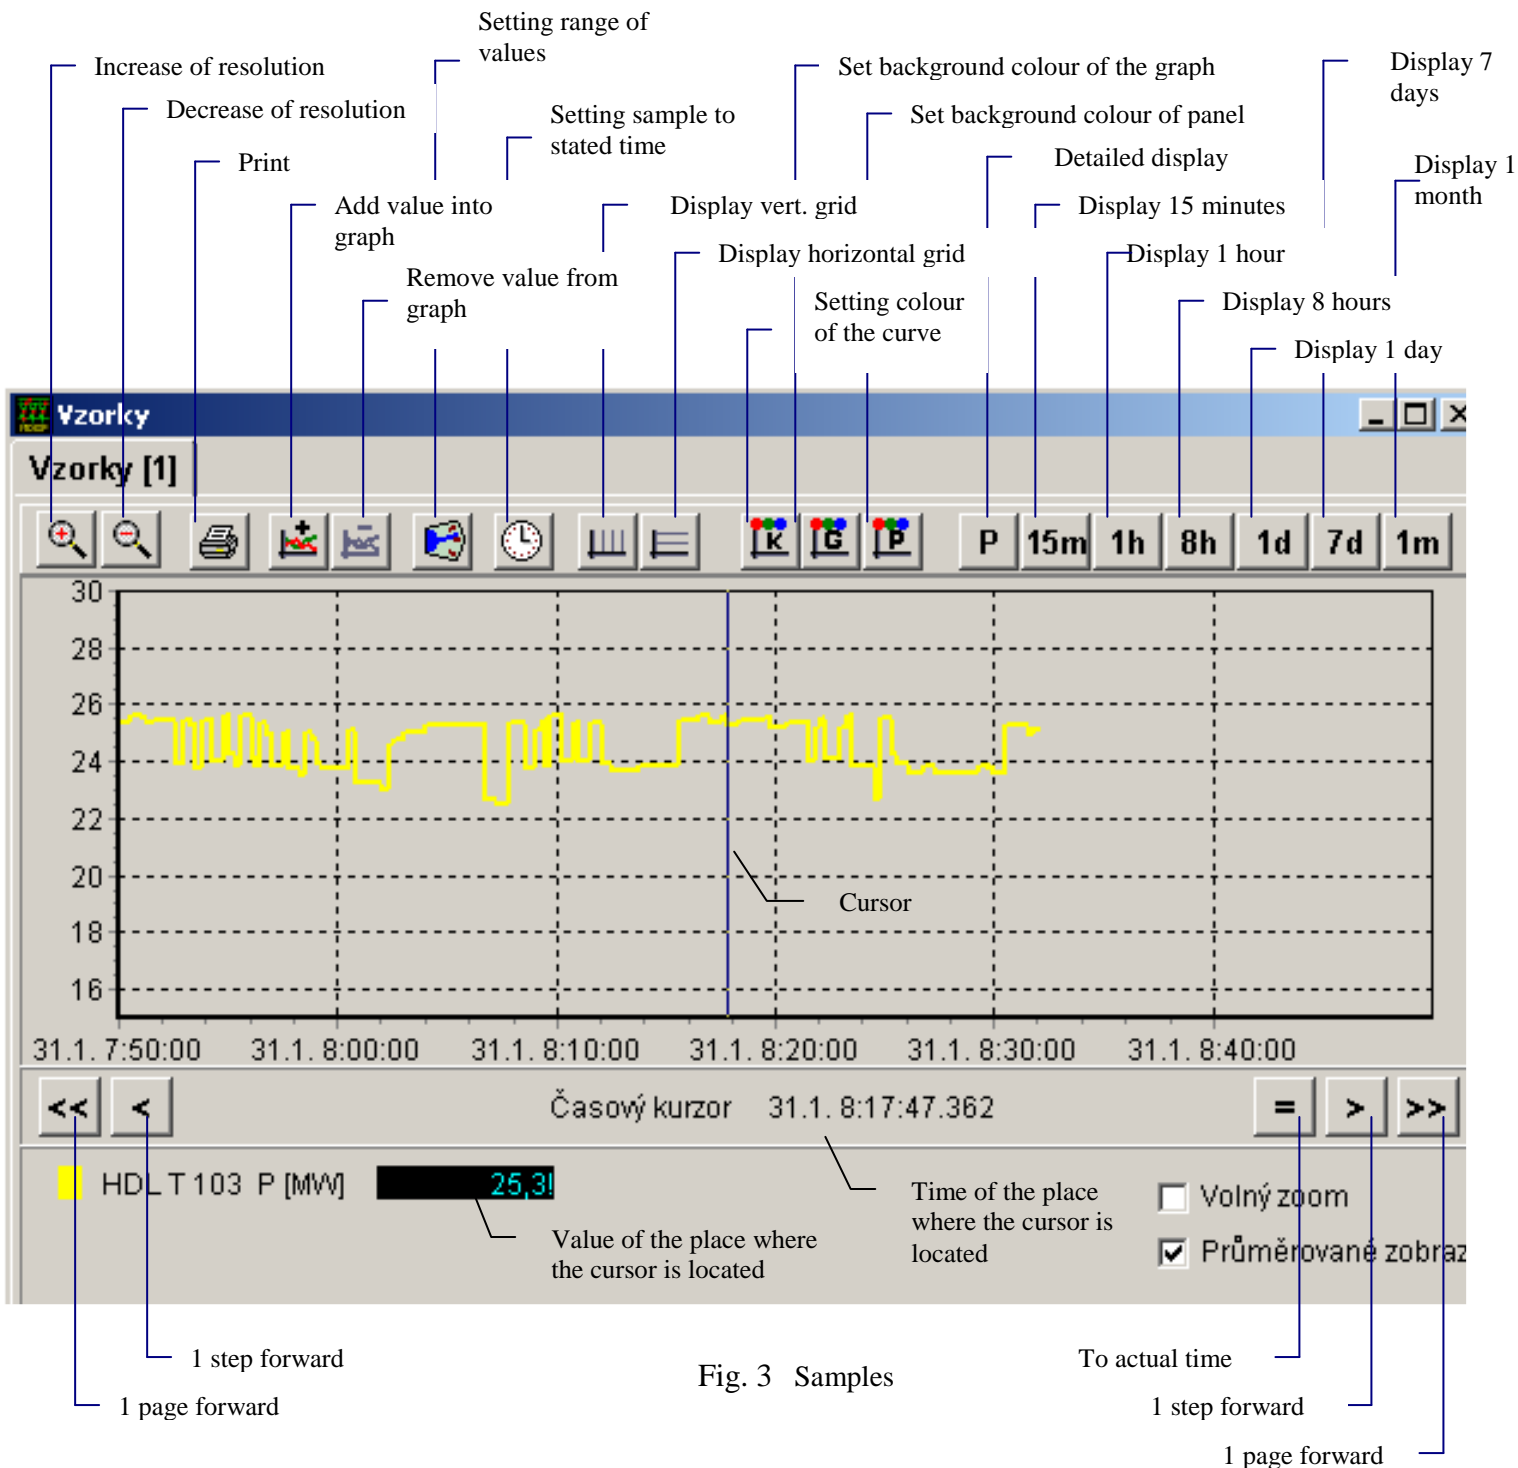 Setting range of
values
Increase of resolution
Set background colour of the graph
Display 7
days
Decrease of resolution
Setting sample to
stated time
Set background colour of panel
Print
Detailed display
Display 1
month
Add value into
graph
Display vert. grid
Display 15 minutes
Remove value from
graph
Display horizontal grid
Display 1 hour
Setting colour
of the curve
Display 8 hours
Display 1 day
Vzorky
Vzorky [1]
K G P P 15m 1h 8h 1d 7d 1m
30
28
26
24
22
20
18
16
Cursor
31.1. 7:50:00 31.1. 8:00:00 31.1. 8:10:00 31.1. 8:20:00 31.1. 8:30:00 31.1. 8:40:00
<< < Časový kurzor 31.1. 8:17:47.362 = > >>
HDL T 103 P [MW] 25,3!
Volný zoom
Průměrované zobraz
Time of the place
where the cursor is
located
Value of the place where
the cursor is located
1 step forward
1 page forward
Fig. 3 Samples
To actual time
1 step forward
1 page forward